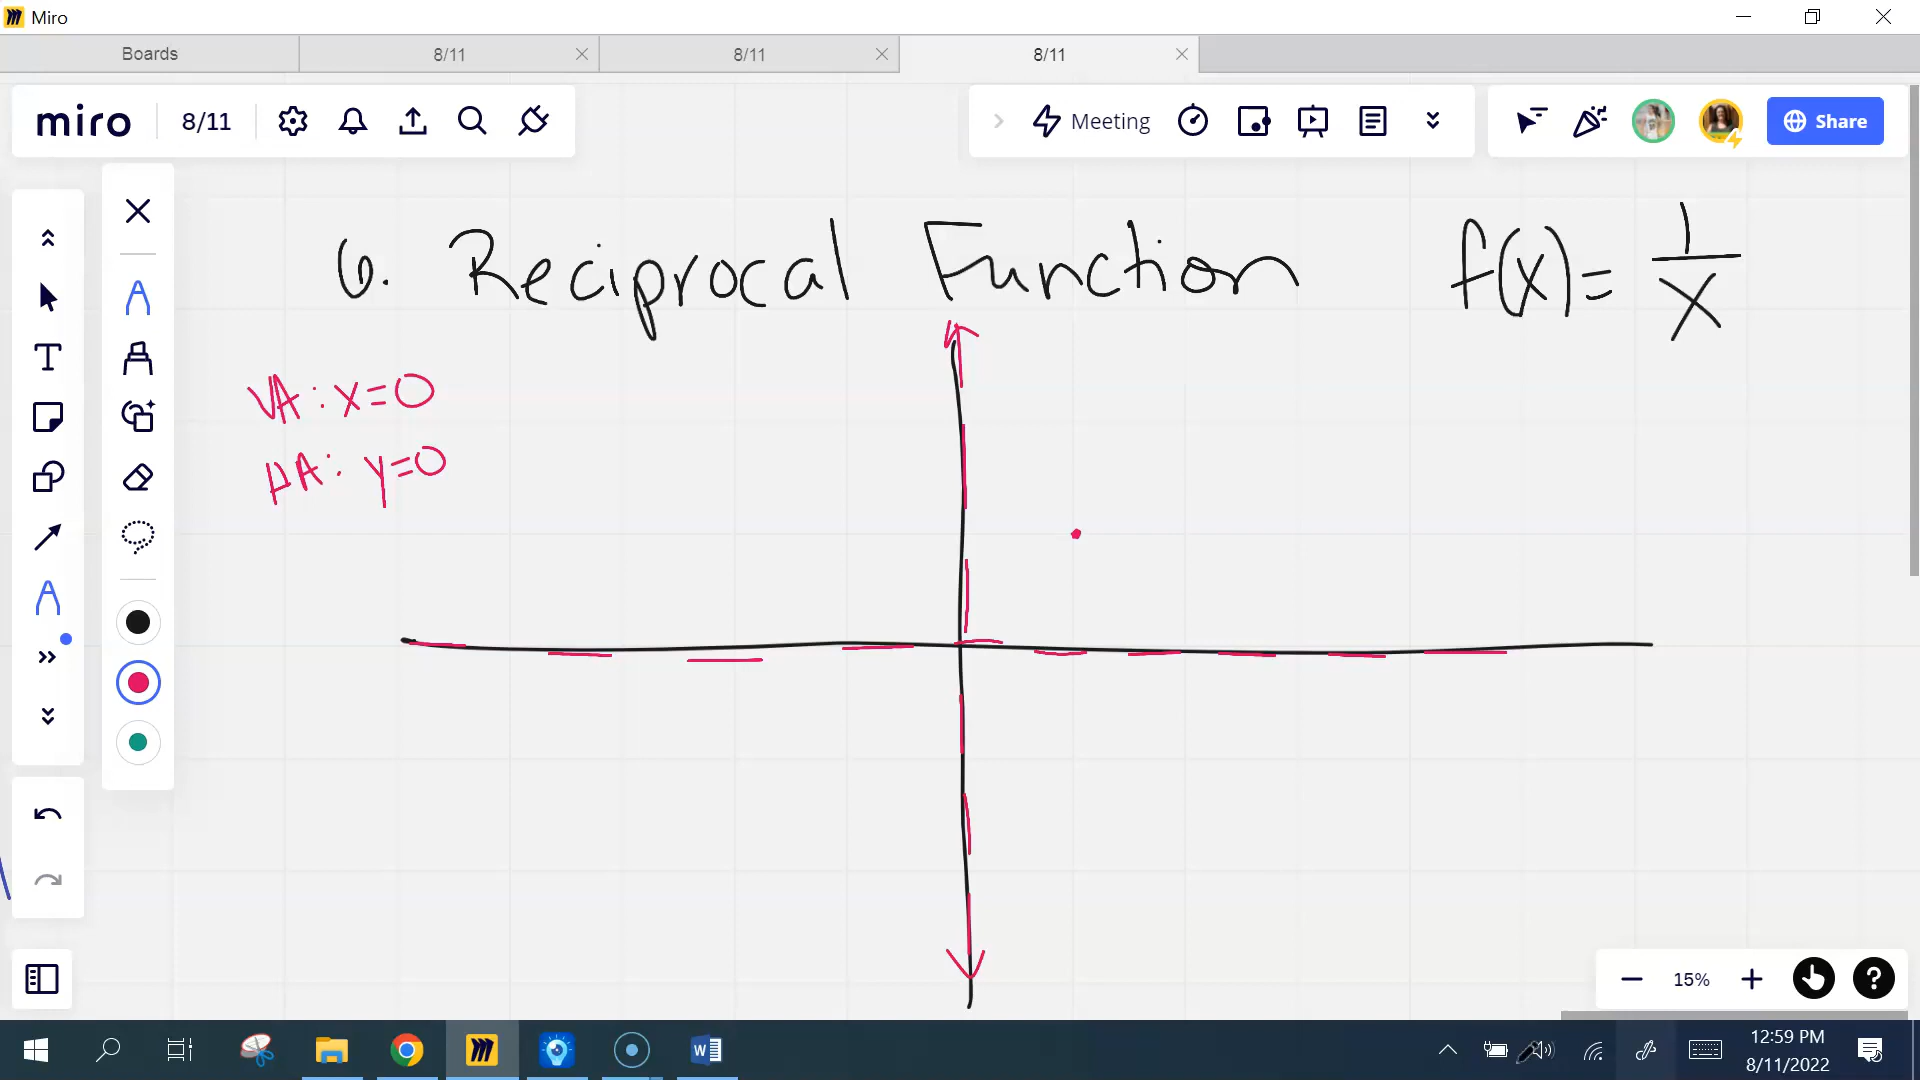 Miro
Boards
8/11
8/11
8/11
miro
8/11
Meeting
Share
6. Reciprocal Function f(x) = 1/x
VA: x=0
HA: y=0
T
15%
?
12:59 PM
8/11/2022